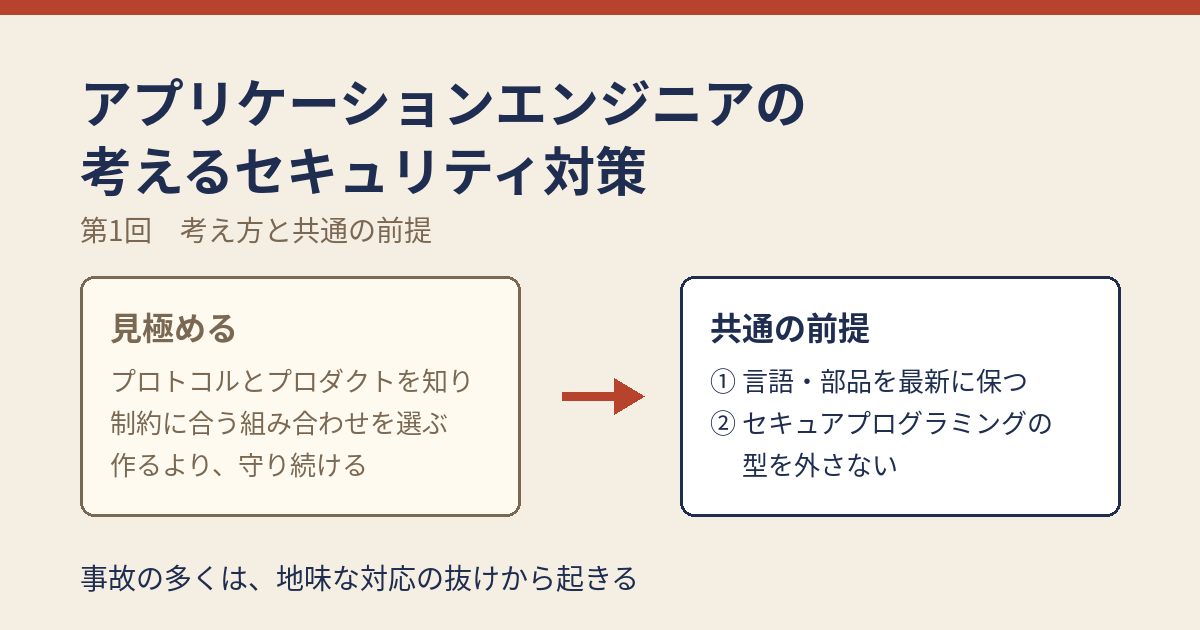 アプリケーションエンジニアの
考えるセキュリティ対策
第1回　考え方と共通の前提
見極める
プロトコルとプロダクトを知り
制約に合う組み合わせを選ぶ
作るより、守り続ける
共通の前提
① 言語・部品を最新に保つ
② セキュアプログラミングの
型を外さない
事故の多くは、地味な対応の抜けから起きる